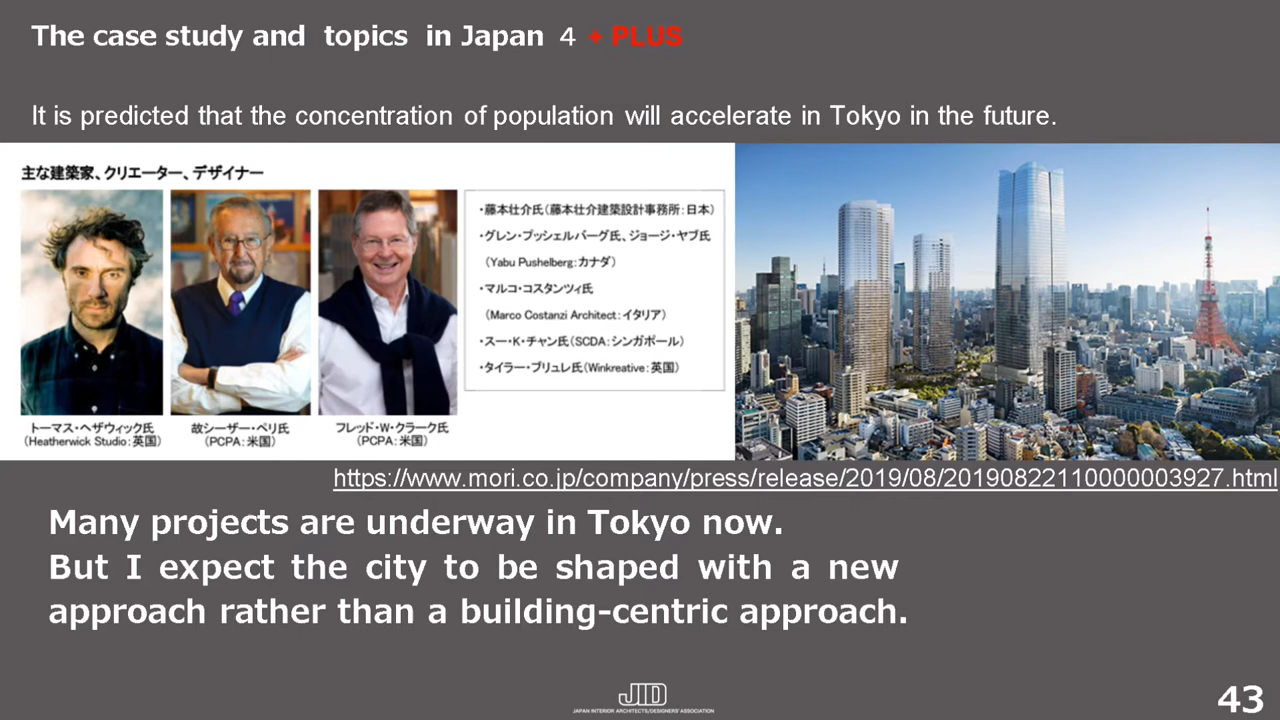 The case study and topics in Japan 4 + PLUS
It is predicted that the concentration of population will accelerate in Tokyo in the future.
主な建築家、クリエーター、デザイナー
トーマス・ヘザウィック氏
(Heatherwick Studio：英国)
故シーザー・ペリ氏
(PCPA：米国)
フレッド・W・クラーク氏
(PCPA：米国)
・藤本壮介氏（藤本壮介建築設計事務所：日本）
・グレン・プッシェルバーグ氏、ジョージ・ヤブ氏
（Yabu Pushelberg：カナダ）
・マルコ・コスタンツィ氏
（Marco Costanzi Architect：イタリア）
・スー・K・チャン氏（SCDA：シンガポール）
・タイラー・ブリュレ氏（Winkreative：英国）
https://www.mori.co.jp/company/press/release/2019/08/20190822110000003927.html
Many projects are underway in Tokyo now.
But I expect the city to be shaped with a new
approach rather than a building-centric approach.
JID
JAPAN INTERIOR ARCHITECTS/DESIGNERS' ASSOCIATION
43